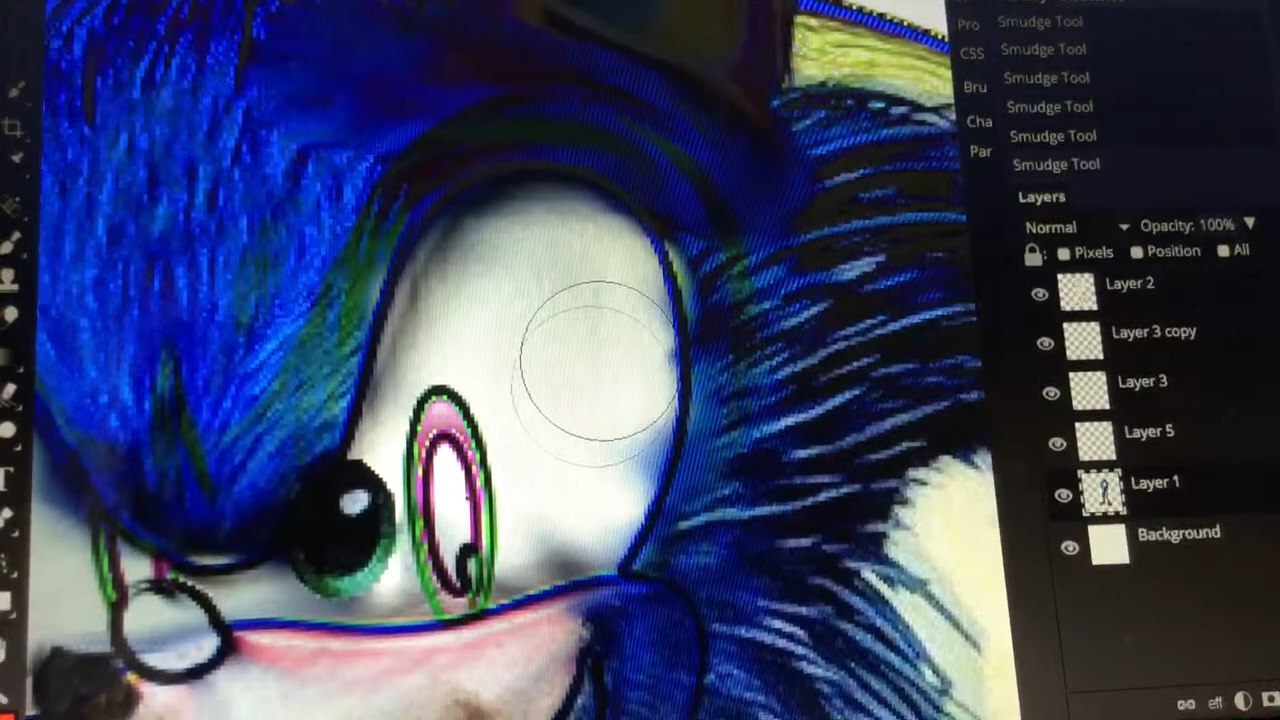 Pro
Smudge Tool
CSS
Smudge Tool
Bru
Smudge Tool
Cha
Smudge Tool
Par
Smudge Tool
Smudge Tool
Layers
Normal Opacity: 100%
Pixels Position All
Layer 2
Layer 3 copy
Layer 3
Layer 5
Layer 1
Background
eff